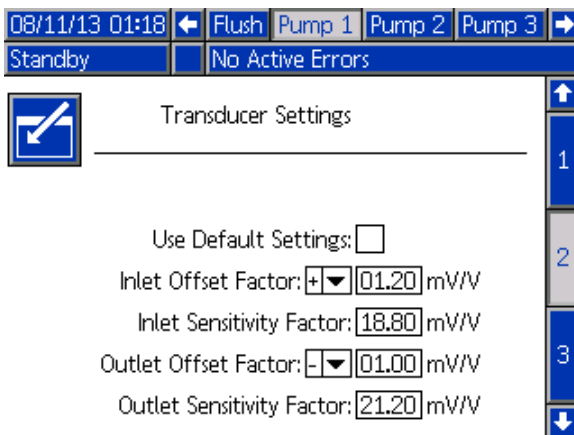 08/11/13 01:18 Flush Pump 1 Pump 2 Pump 3
Standby No Active Errors
Transducer Settings
1
Use Default Settings:
2
Inlet Offset Factor: + 01.20 mV/V
Inlet Sensitivity Factor: 18.80 mV/V
3
Outlet Offset Factor: - 01.00 mV/V
Outlet Sensitivity Factor: 21.20 mV/V